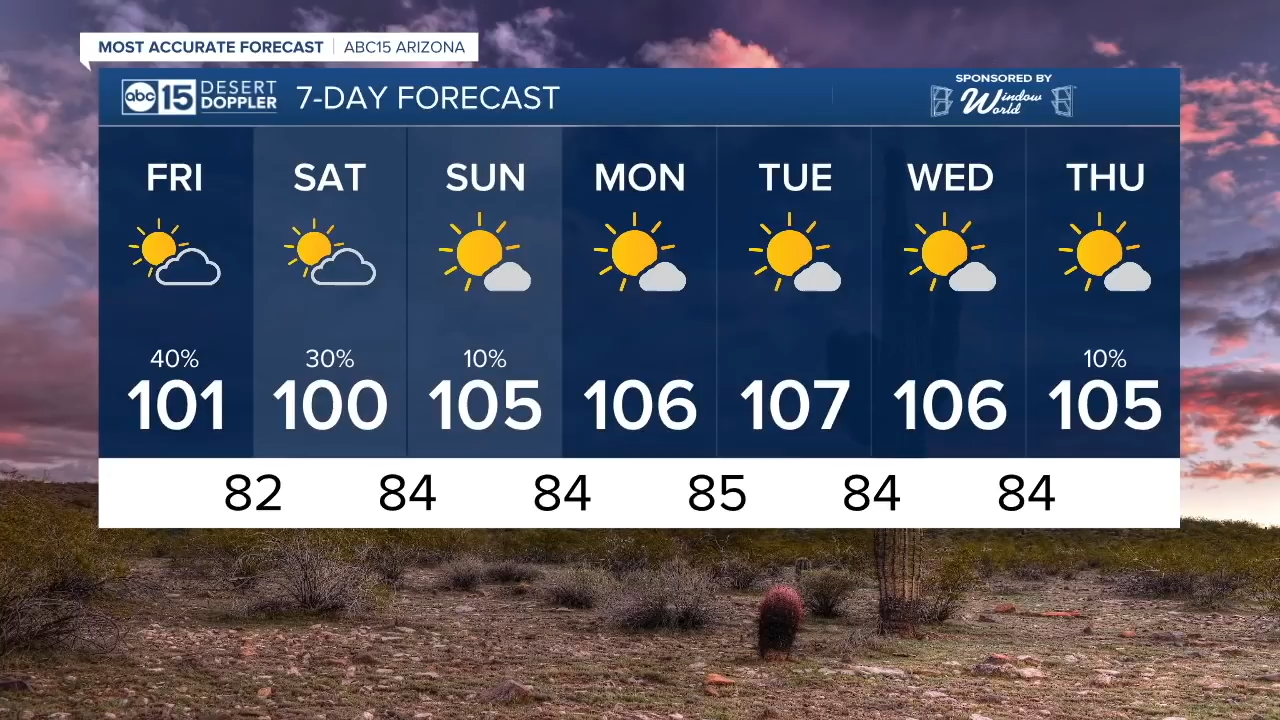 MOST ACCURATE FORECAST | ABC15 ARIZONA
abc 15 DESERT DOPPLER 7-DAY FORECAST
SPONSORED BY
Window World
FRI SAT SUN MON TUE WED THU
40% 30% 10% 10%
101 100 105 106 107 106 105
82 84 84 85 84 84